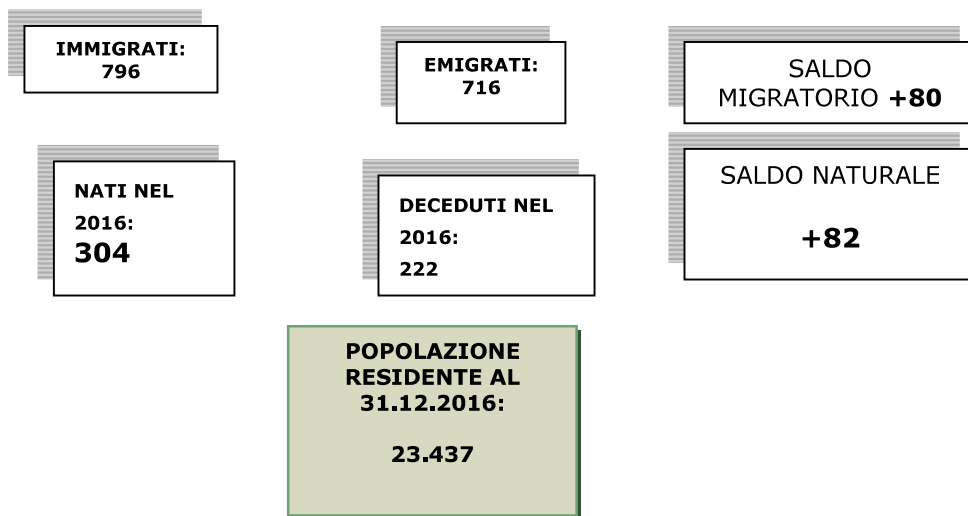 IMMIGRATI:
796
EMIGRATI:
716
SALDO
MIGRATORIO +80
NATI NEL
2016:
304
DECEDUTI NEL
2016:
222
SALDO NATURALE
+82
POPOLAZIONE
RESIDENTE AL
31.12.2016:
23.437